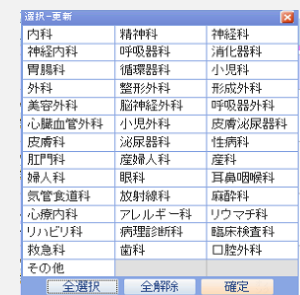 選択-更新
内科 精神科 神経科
神経内科 呼吸器科 消化器科
胃腸科 循環器科 小児科
外科 整形外科 形成外科
美容外科 脳神経外科 呼吸器外科
心臓血管外科 小児外科 皮膚泌尿器科
皮膚科 泌尿器科 性病科
肛門科 産婦人科 産科
婦人科 眼科 耳鼻咽喉科
気管食道科 放射線科 麻酔科
心療内科 アレルギー科 リウマチ科
リハビリ科 病理診断科 臨床検査科
救急科 歯科 口腔外科
その他
全選択 全解除 確定